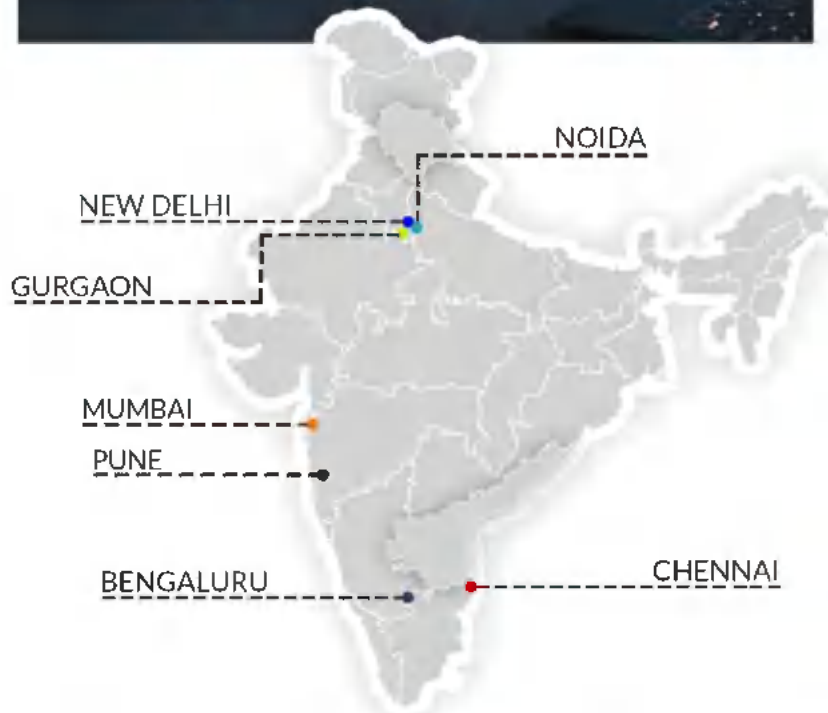 NOIDA
NEW DELHI
GURGAON
MUMBAI
PUNE
BENGALURU
CHENNAI